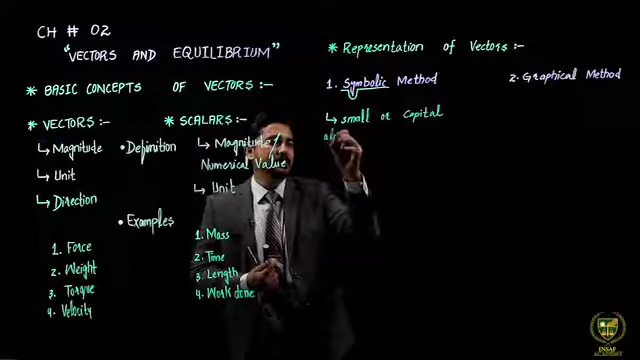 CH # 02
"VECTORS AND EQUILIBRIUM"
* BASIC CONCEPTS OF VECTORS :-
* VECTORS :-
↳ Magnitude
↳ Unit
↳ Direction
• Definition
• Examples
1. Force
2. Weight
3. Torque
4. Velocity
* SCALARS :-
↳ Magnitude/
Numerical Value
↳ Unit
1. Mass
2. Time
3. Length
4. Work done
* Representation of Vectors :-
1. Symbolic Method
↳ small or Capital
2. Graphical Method
INSAF
ACADEMY